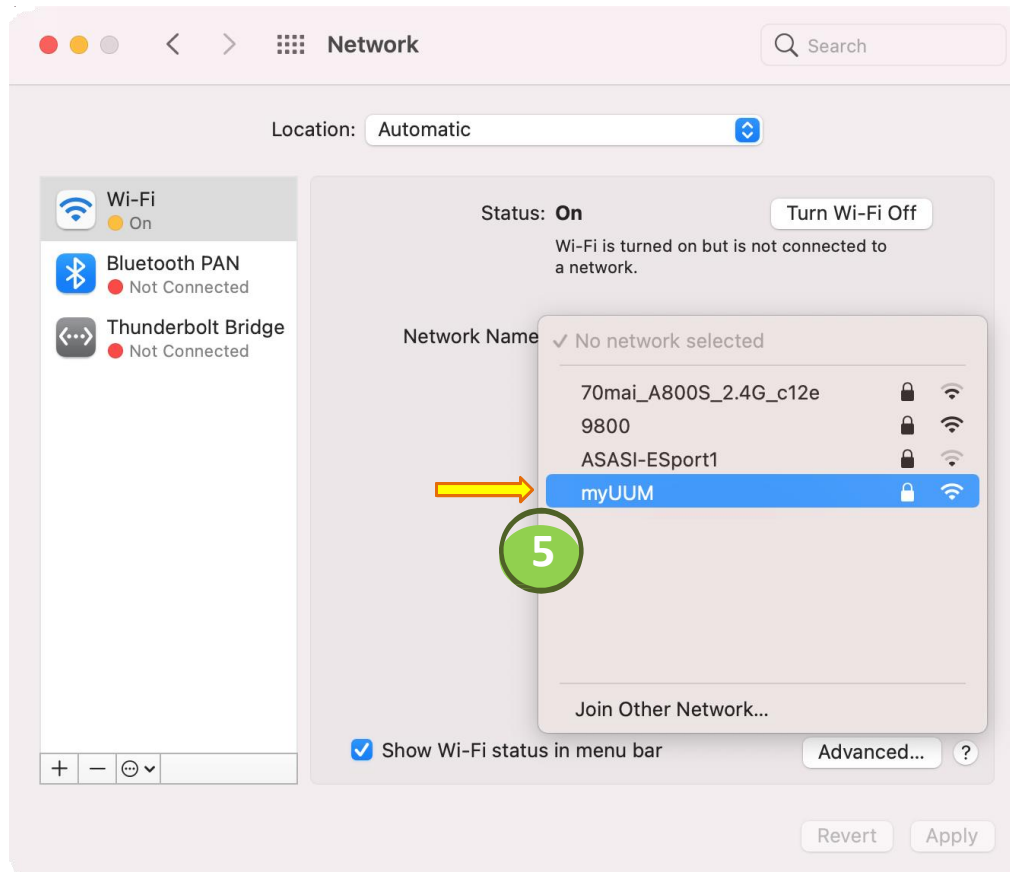 Network
Search
Location: Automatic
Wi-Fi
On
Bluetooth PAN
Not Connected
Thunderbolt Bridge
Not Connected
Status: On
Turn Wi-Fi Off
Wi-Fi is turned on but is not connected to
a network.
Network Name
✓ No network selected
70mai_A800S_2.4G_c12e
9800
ASASI-ESport1
myUUM
5
Join Other Network...
Show Wi-Fi status in menu bar
Advanced...
?
Revert
Apply